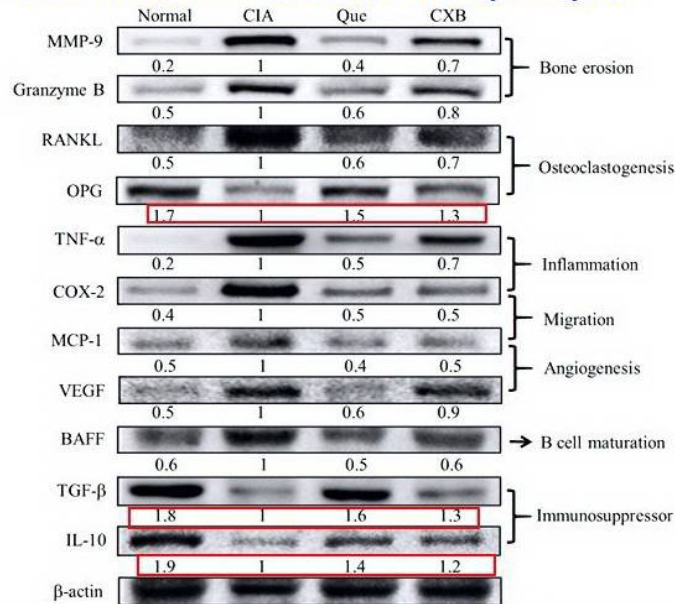 Normal CIA Que CXB
MMP-9
0.2 1 0.4 0.7
Bone erosion
Granzyme B
0.5 1 0.6 0.8
RANKL
0.5 1 0.6 0.7
Osteoclastogenesis
OPG
1.7 1 1.5 1.3
TNF-α
0.2 1 0.5 0.7
Inflammation
COX-2
0.4 1 0.5 0.5
Migration
MCP-1
0.5 1 0.4 0.5
Angiogenesis
VEGF
0.5 1 0.6 0.9
BAFF
B cell maturation
0.6 1 0.5 0.6
TGF-β
1.8 1 1.6 1.3
Immunosuppressor
IL-10
1.9 1 1.4 1.2
β-actin